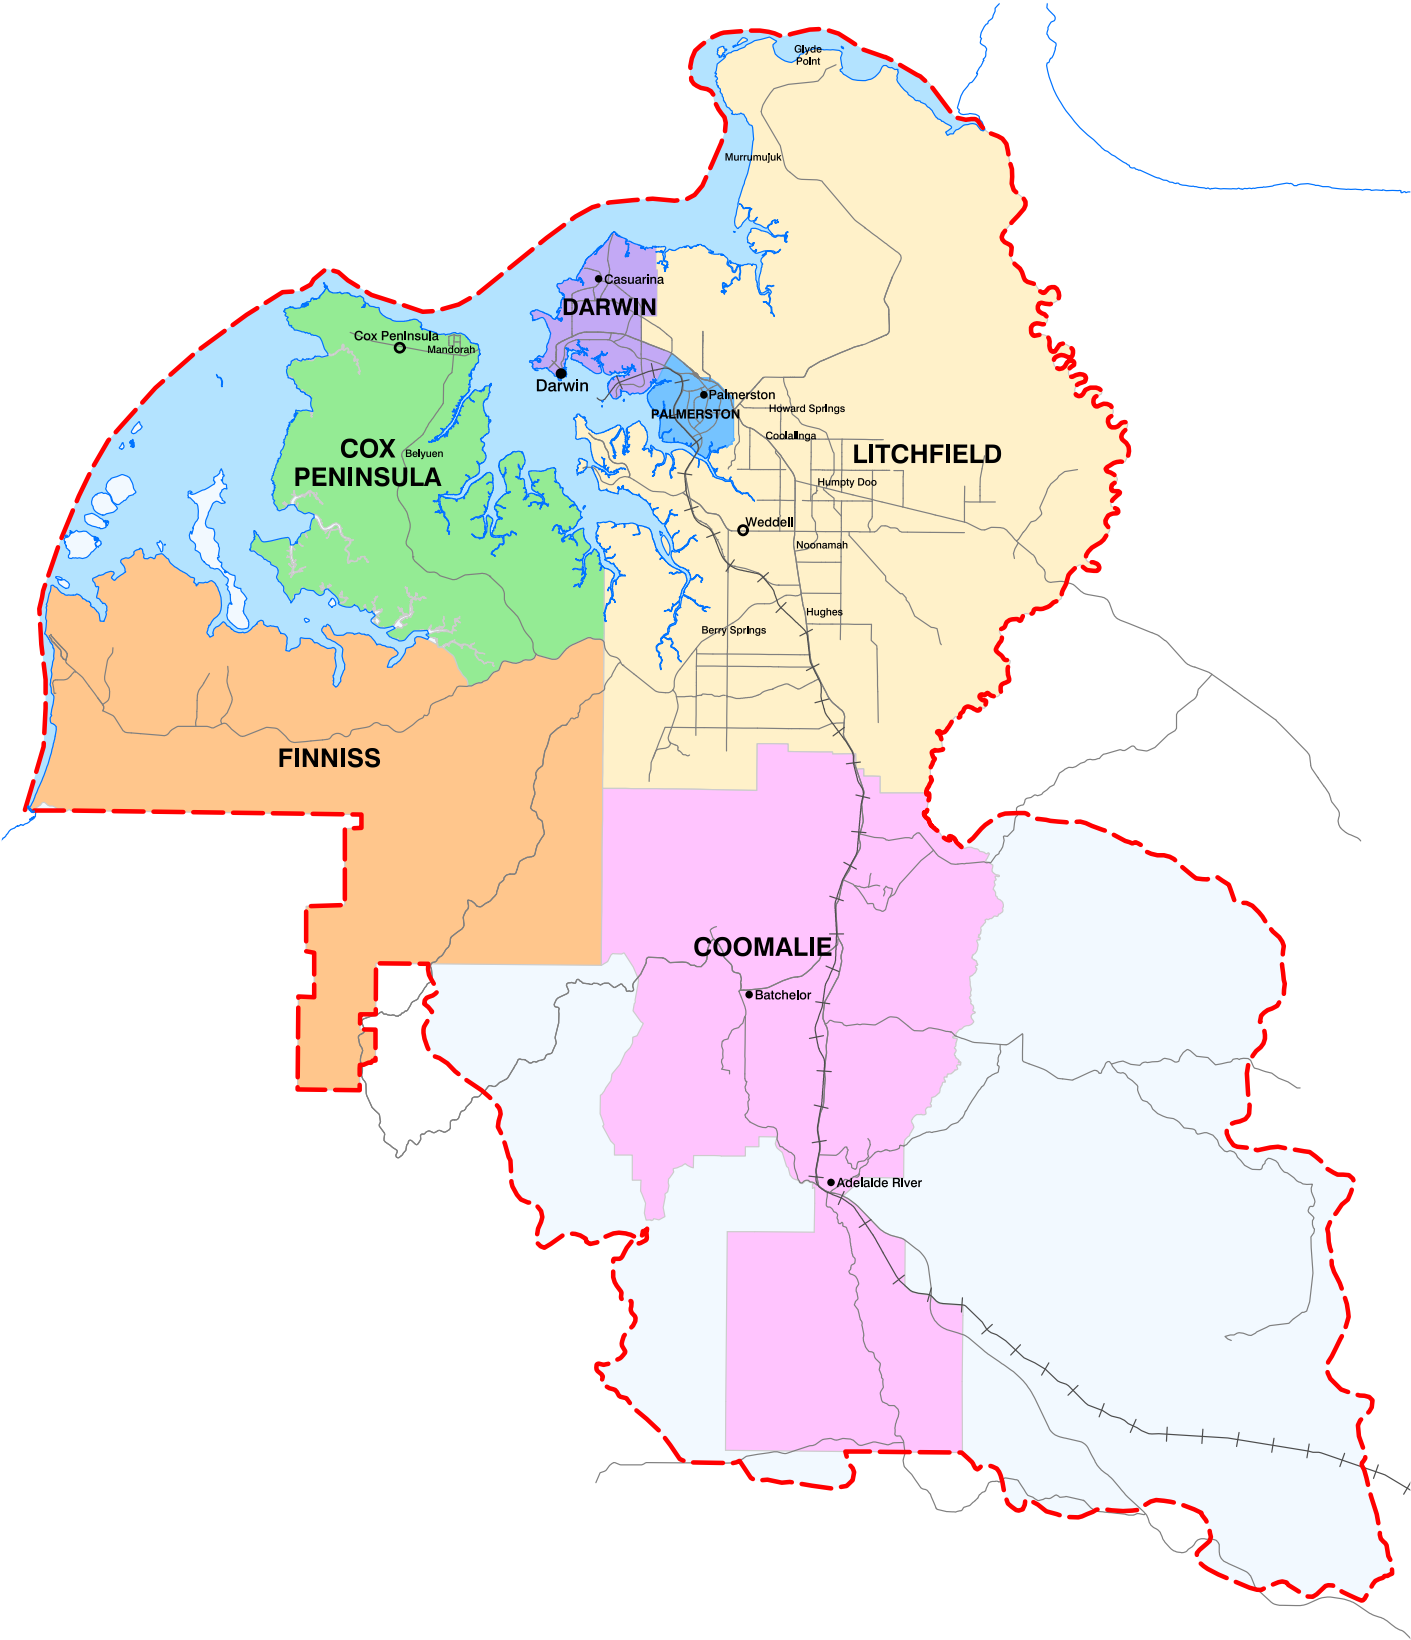 Glyde
Point
Murrumujuk
Casuarina
DARWIN
Cox Peninsula
Mandorah
Darwin
Palmerston
PALMERSTON
Howard Springs
Coolalinga
COX
PENINSULA
Belyuen
LITCHFIELD
Humpty Doo
Weddell
Noonamah
Hughes
Berry Springs
FINNISS
COOMALIE
Batchelor
Adelaide River